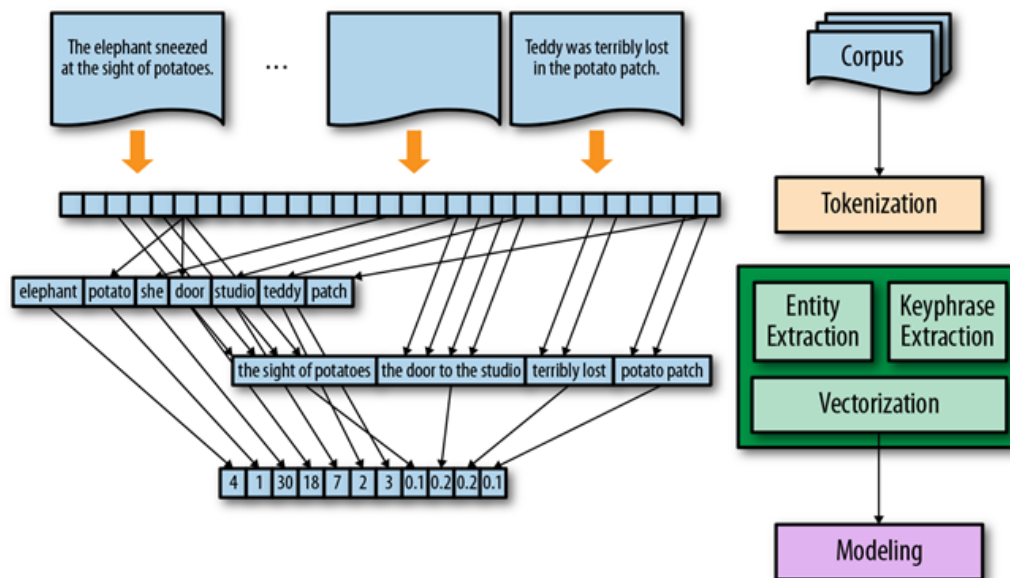 The elephant sneezed
at the sight of potatoes.
...
Teddy was terribly lost
in the potato patch.
Corpus
Tokenization
elephant potato she door studio teddy patch
Entity
Extraction
Keyphrase
Extraction
the sight of potatoes the door to the studio terribly lost potato patch
Vectorization
4 1 30 18 7 2 3 0.1 0.2 0.2 0.1
Modeling